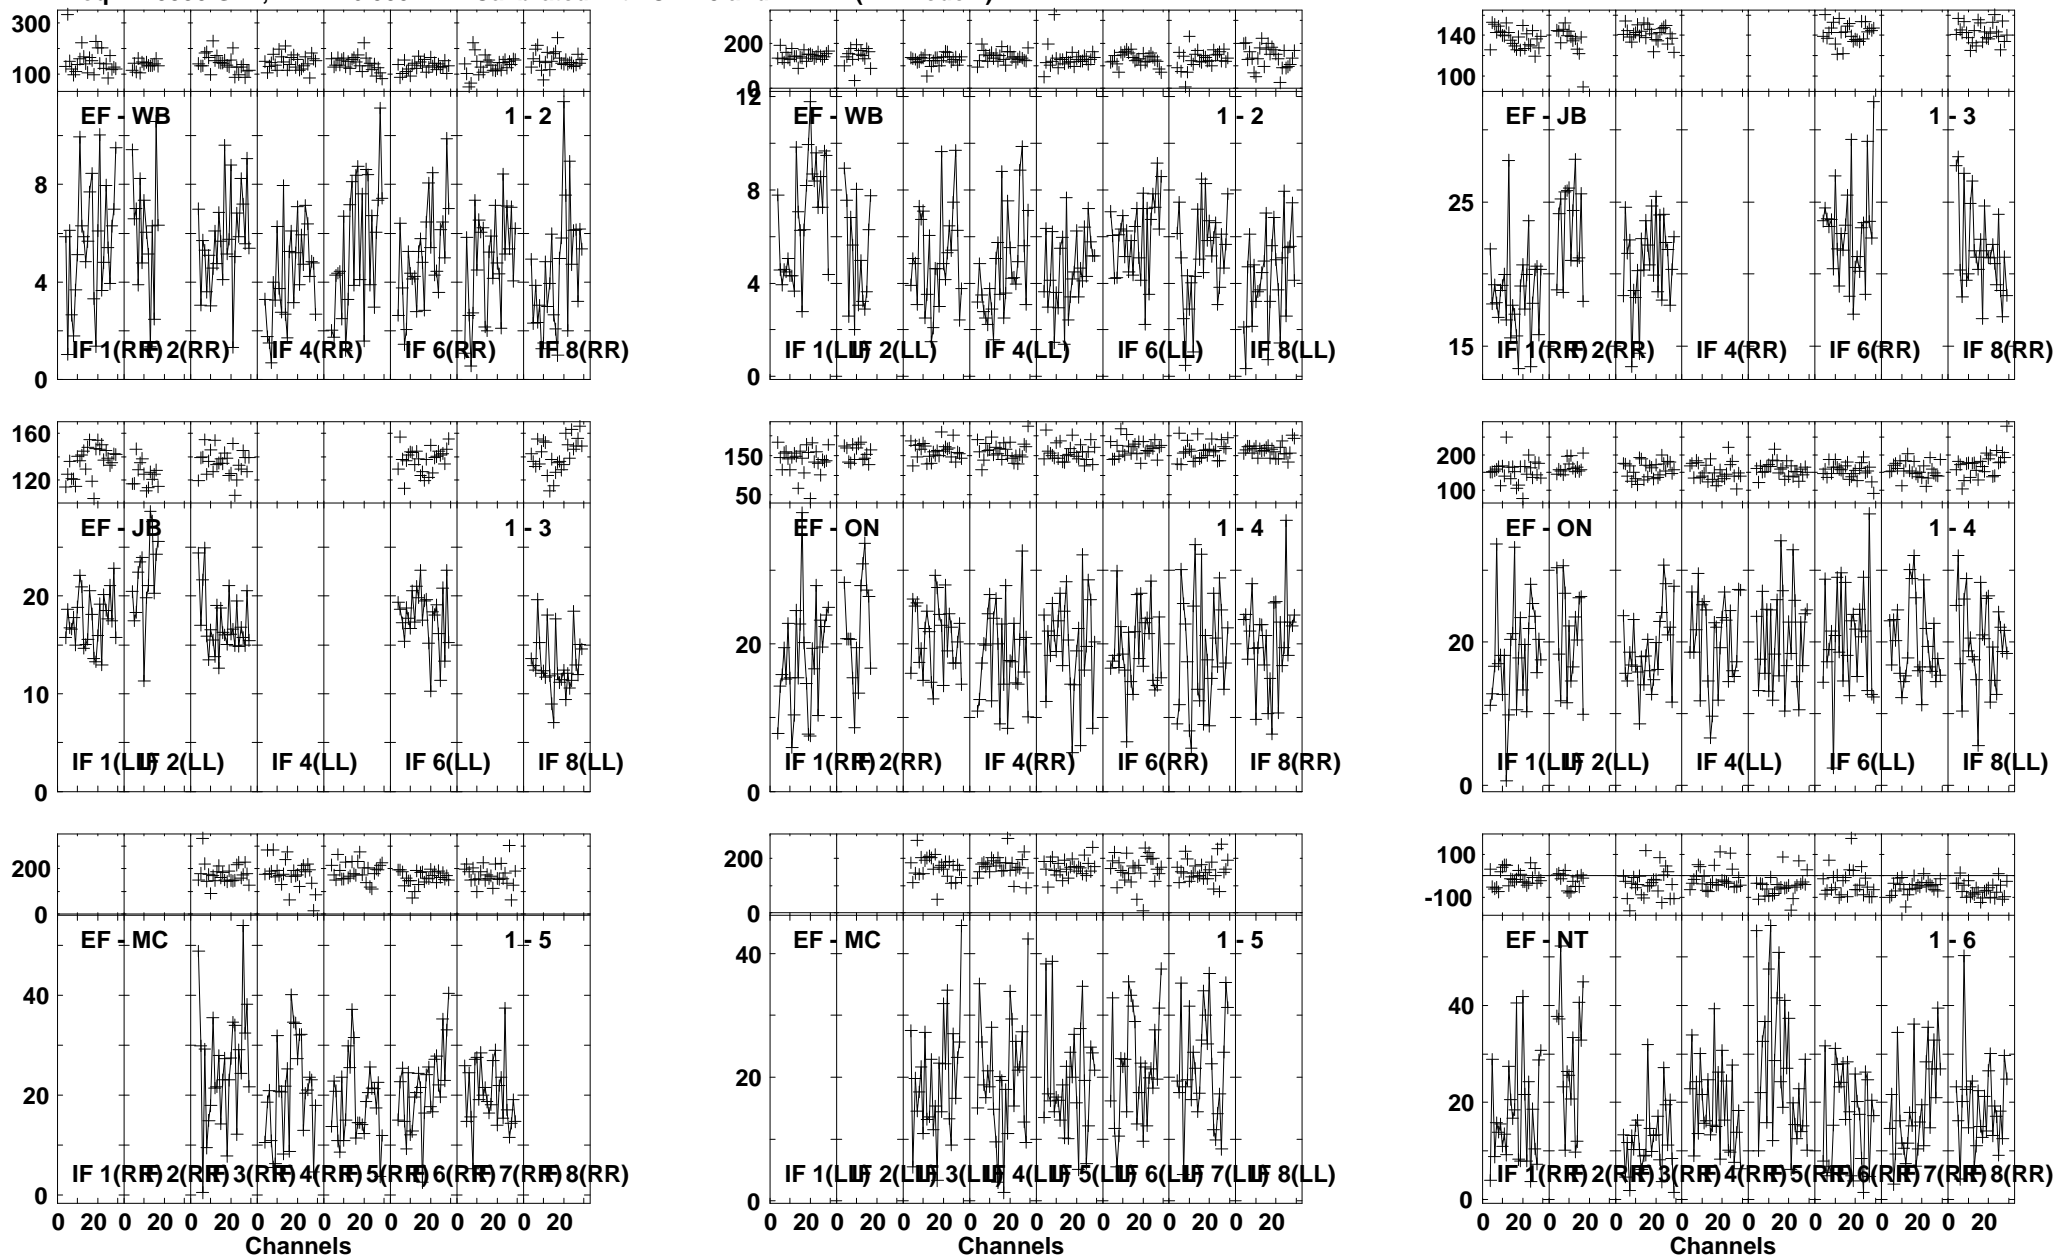 300
100
EF - WB 1 - 2
8
4
0
IF 1(RR) IF 2(RR) IF 4(RR) IF 6(RR) IF 8(RR)
200
0
12
EF - WB 1 - 2
8
4
0
IF 1(LL) IF 2(LL) IF 4(LL) IF 6(LL) IF 8(LL)
140
100
EF - JB 1 - 3
25
15
IF 1(RR) IF 2(RR) IF 4(RR) IF 6(RR) IF 8(RR)
160
120
EF - JB 1 - 3
20
10
0
IF 1(LL) IF 2(LL) IF 4(LL) IF 6(LL) IF 8(LL)
150
50
EF - ON 1 - 4
20
0
IF 1(RR) IF 2(RR) IF 4(RR) IF 6(RR) IF 8(RR)
200
100
EF - ON 1 - 4
20
0
IF 1(LL) IF 2(LL) IF 4(LL) IF 6(LL) IF 8(LL)
200
0
EF - MC 1 - 5
40
20
0
IF 1(RR) IF 2(RR) IF 3(RR) IF 4(RR) IF 5(RR) IF 6(RR) IF 7(RR) IF 8(RR)
0 20 0 20 0 20 0 20 0 20 0 20 0 20 0 20
Channels
200
0
EF - MC 1 - 5
40
20
0
IF 1(LL) IF 2(LL) IF 3(LL) IF 4(LL) IF 5(LL) IF 6(LL) IF 7(LL) IF 8(LL)
0 20 0 20 0 20 0 20 0 20 0 20 0 20 0 20
Channels
100
-100
EF - NT 1 - 6
40
20
0
IF 1(RR) IF 2(RR) IF 3(RR) IF 4(RR) IF 5(RR) IF 6(RR) IF 7(RR) IF 8(RR)
0 20 0 20 0 20 0 20 0 20 0 20 0 20 0 20
Channels